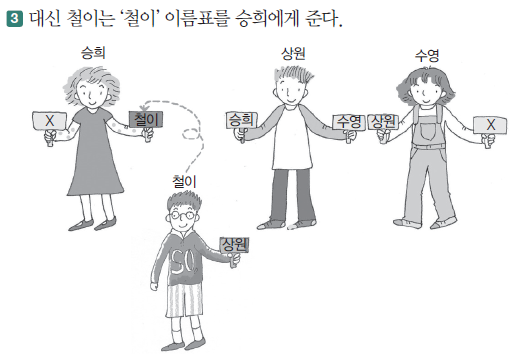 3 대신 철이는 ‘철이’ 이름표를 승희에게 준다.
승희 상원 수영
X 철이 승희 수영 상원 X
철이
상원
SO